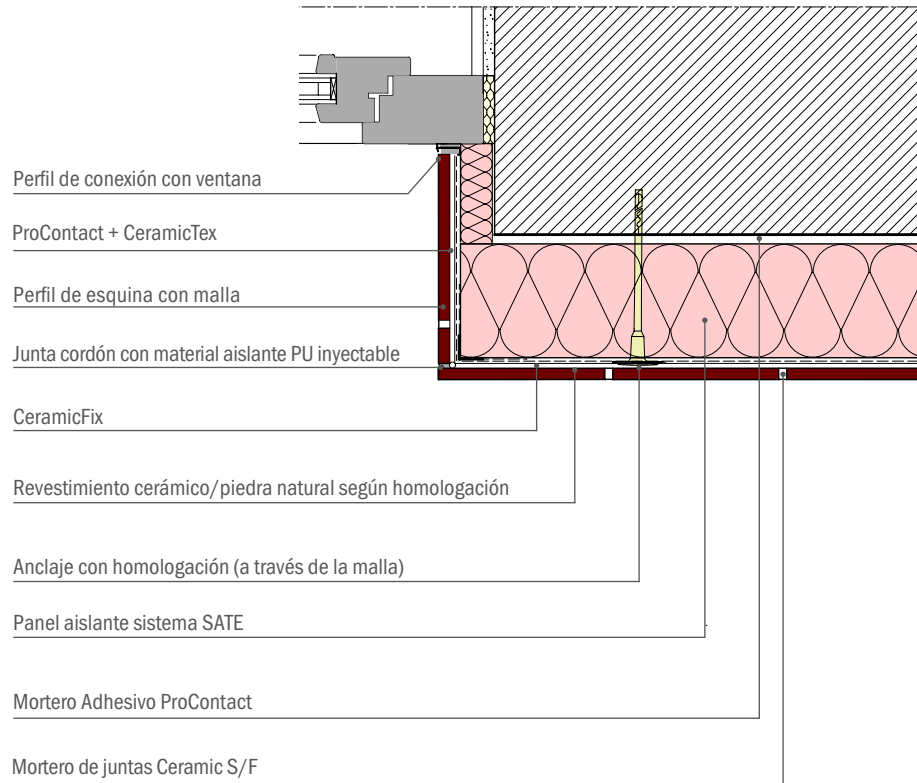 Perfil de conexión con ventana
ProContact + CeramicTex
Perfil de esquina con malla
Junta cordón con material aislante PU inyectable
CeramicFix
Revestimiento cerámico/piedra natural según homologación
Anclaje con homologación (a través de la malla)
Panel aislante sistema SATE
Mortero Adhesivo ProContact
Mortero de juntas Ceramic S/F